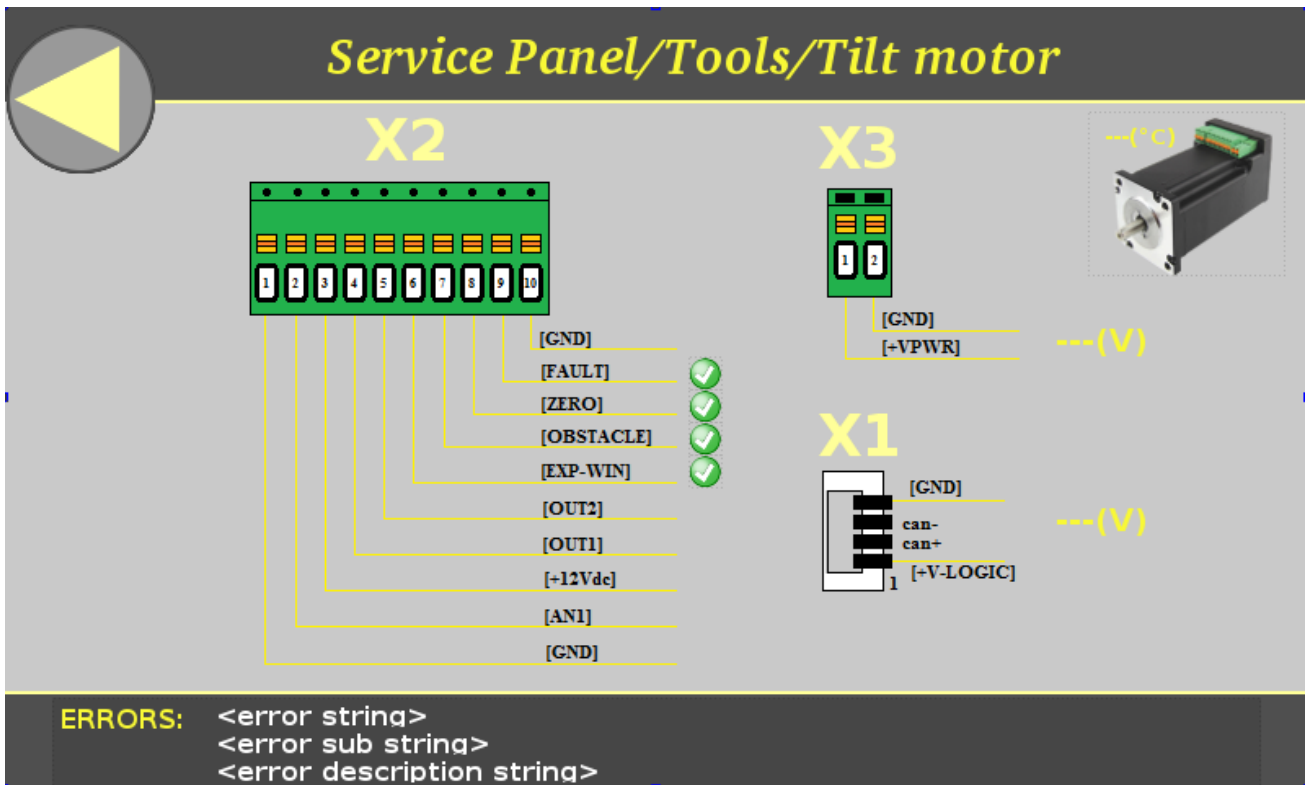 Service Panel/Tools/Tilt motor
X2
1 2 3 4 5 6 7 8 9 10
[GND]
[FAULT]
[ZERO]
[OBSTACLE]
[EXP-WIN]
[OUT2]
[OUT1]
[+12Vdc]
[AN1]
[GND]
X3
1 2
[GND]
[+VPWR]
---(V)
---(°C)
X1
[GND]
can-
can+
[+V-LOGIC]
1
---(V)
ERRORS: <error string>
<error sub string>
<error description string>